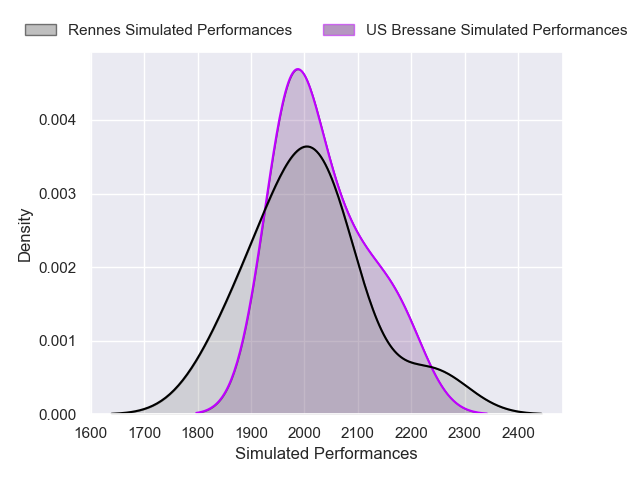 Rennes Simulated Performances US Bressane Simulated Performances
0.004
0.003
0.002
0.001
0.000
Density
1600 1700 1800 1900 2000 2100 2200 2300 2400
Simulated Performances